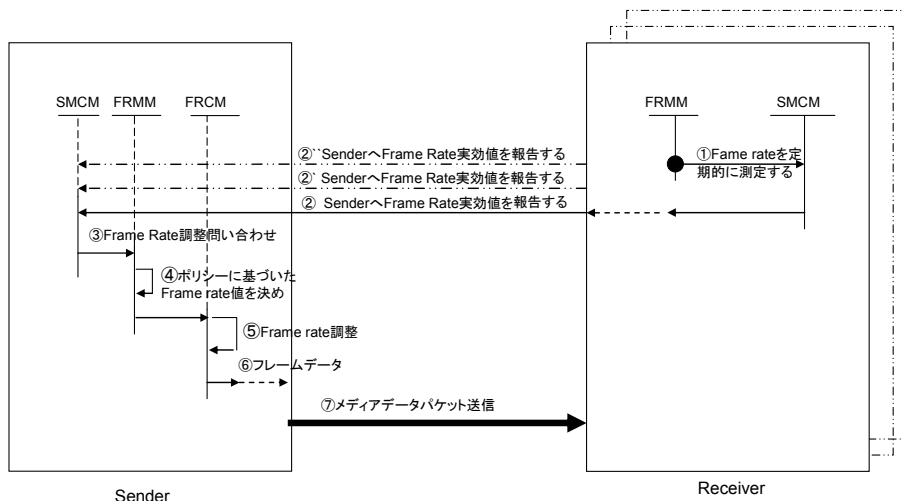 SMCM FRMM FRCM
FRMM SMCM
②``SenderへFrame Rate実効値を報告する
①Fame rateを定
期的に測定する
②` SenderへFrame Rate実効値を報告する
② SenderへFrame Rate実効値を報告する
③Frame Rate調整問い合わせ
④ポリシーに基づいた
Frame rate値を決め
⑤Frame rate調整
⑥フレームデータ
⑦メディアデータパケット送信
Sender
Receiver